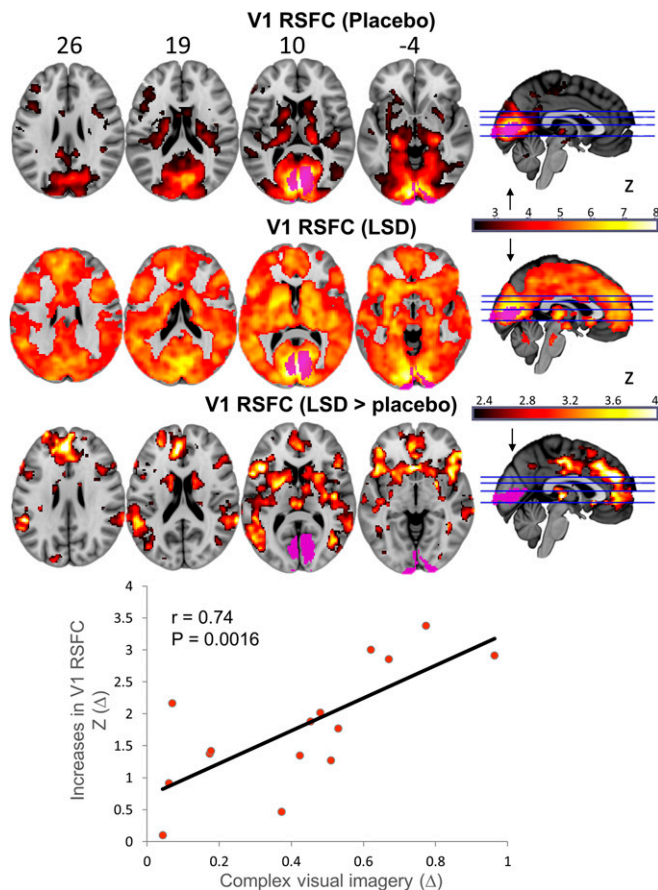 V1 RSFC (Placebo)
26 19 10 -4
Z
3 4 5 6 7 8
V1 RSFC (LSD)
Z
2.4 2.8 3.2 3.6 4
V1 RSFC (LSD > placebo)
4
3.5
3
2.5
2
1.5
1
0.5
0
r = 0.74
P = 0.0016
Increases in V1 RSFC
Z (Δ)
0 0.2 0.4 0.6 0.8 1
Complex visual imagery (Δ)